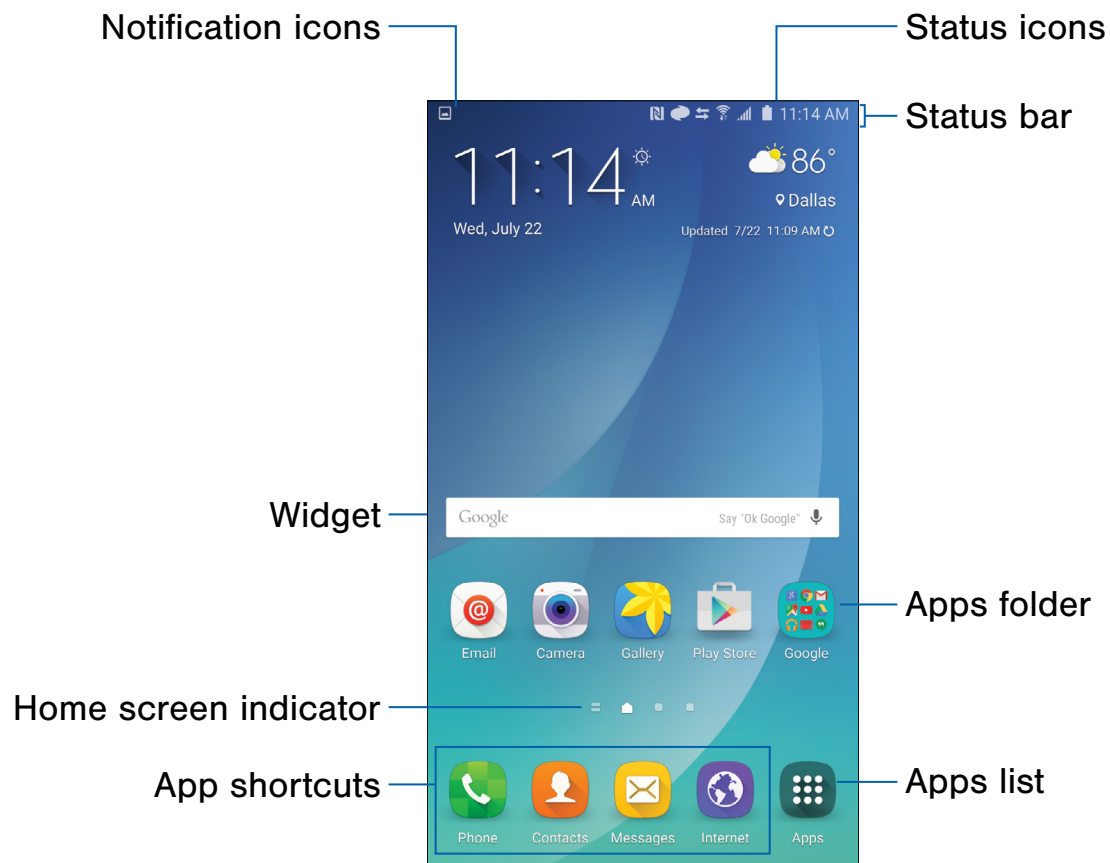 Notification icons
Status icons
11:14 AM
Status bar
11:14 AM
86°
Dallas
Wed, July 22
Updated 7/22 11:09 AM
Widget
Google
Say "Ok Google"
Apps folder
Email
Camera
Gallery
Play Store
Google
Home screen indicator
App shortcuts
Apps list
Phone
Contacts
Messages
Internet
Apps